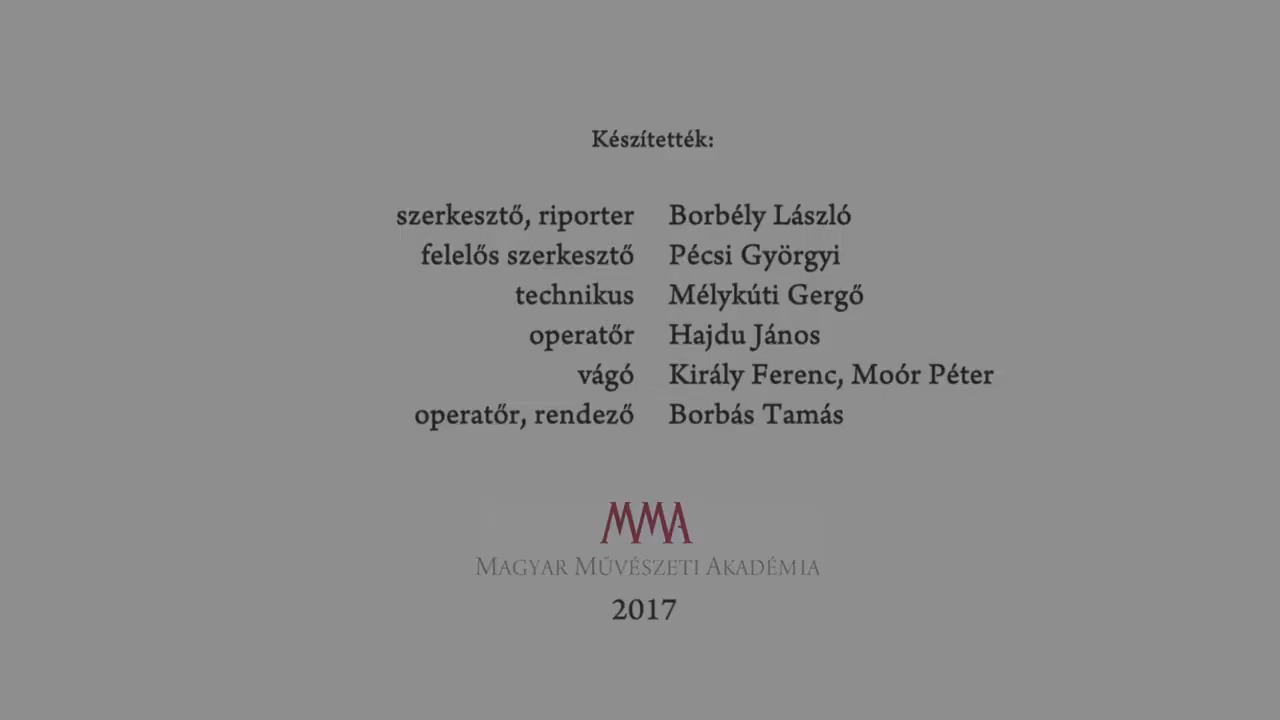 Készítették:
szerkesztő, riporter Borbély László
felelős szerkesztő Pécsi Györgyi
technikus Mélykúti Gergő
operatőr Hajdu János
vágó Király Ferenc, Moór Péter
operatőr, rendező Borbás Tamás
MMA
MAGYAR MŰVÉSZETI AKADÉMIA
2017